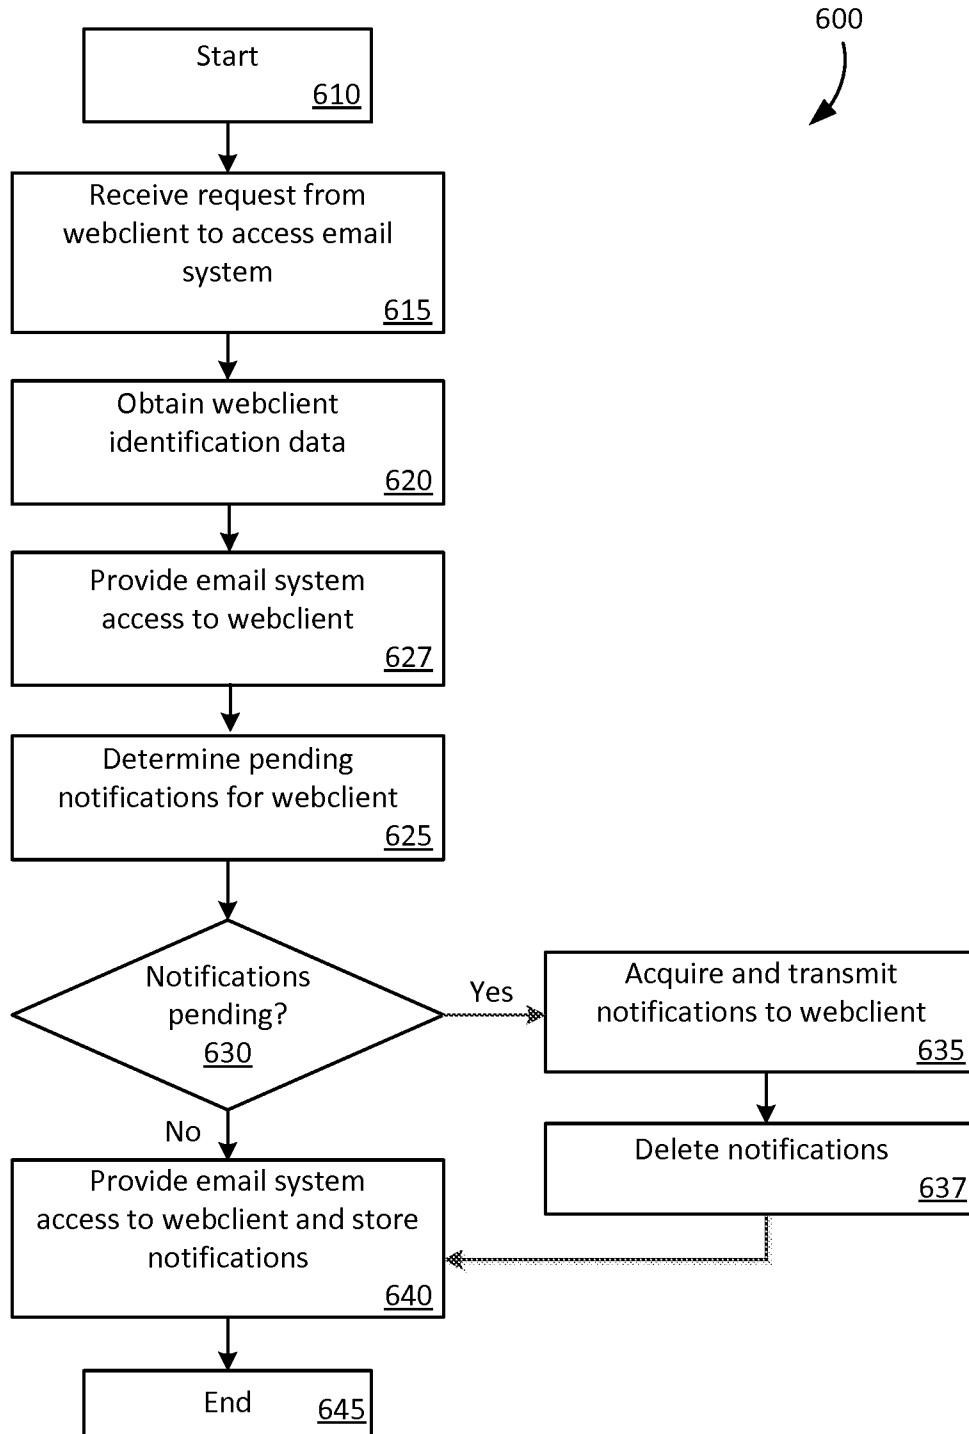 600
Start
610
Receive request from
webclient to access email
system
615
Obtain webclient
identification data
620
Provide email system
access to webclient
627
Determine pending
notifications for webclient
625
Notifications
pending?
630
Yes
Acquire and transmit
notifications to webclient
635
Delete notifications
637
No
Provide email system
access to webclient and store
notifications
640
End
645